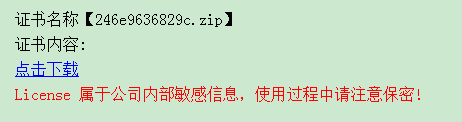 证书名称【246e9636829c.zip】
证书内容:
点击下载
License 属于公司内部敏感信息，使用过程中请注意保密!